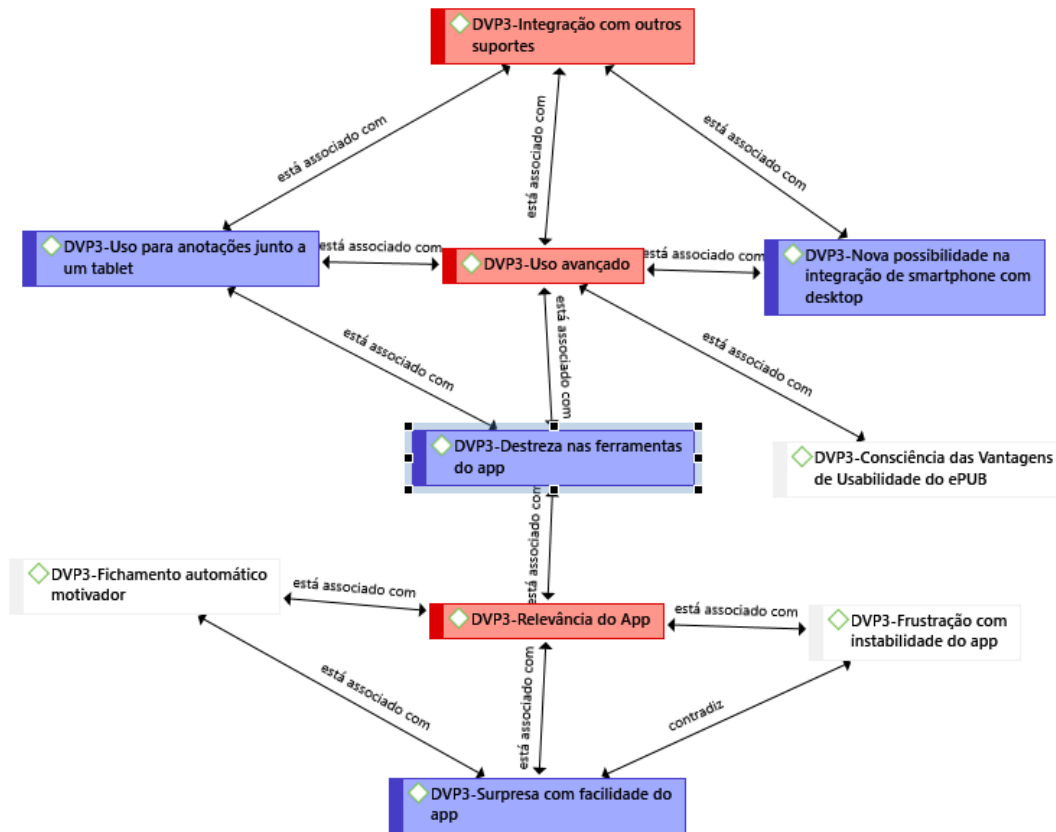 DVP3-Integração com outros
suportes
está associado com
está associado com
está associado com
DVP3-Uso para anotações junto a
um tablet
está associado com
DVP3-Uso avançado
está associado com
DVP3-Nova possibilidade na
integração de smartphone com
desktop
está associado com
está associado com
está associado com
DVP3-Destreza nas ferramentas
do app
DVP3-Consciência das Vantagens
de Usabilidade do ePUB
está associado com
DVP3-Fichamento automático
motivador
está associado com
DVP3-Relevância do App
está associado com
DVP3-Frustração com
instabilidade do app
está associado com
está associado com
contradiz
DVP3-Surpresa com facilidade do
app